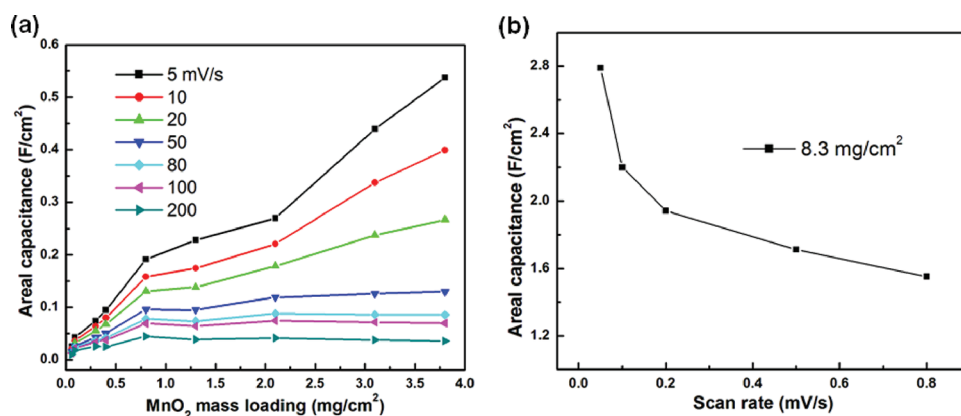 (a)
0.6
0.5
0.4
0.3
0.2
0.1
0.0
Areal capacitance (F/cm²)
5 mV/s
10
20
50
80
100
200
0.0 0.5 1.0 1.5 2.0 2.5 3.0 3.5 4.0
MnO₂ mass loading (mg/cm²)
(b)
2.8
2.4
2.0
1.6
1.2
Areal capacitance (F/cm²)
8.3 mg/cm²
0.0 0.2 0.4 0.6 0.8
Scan rate (mV/s)